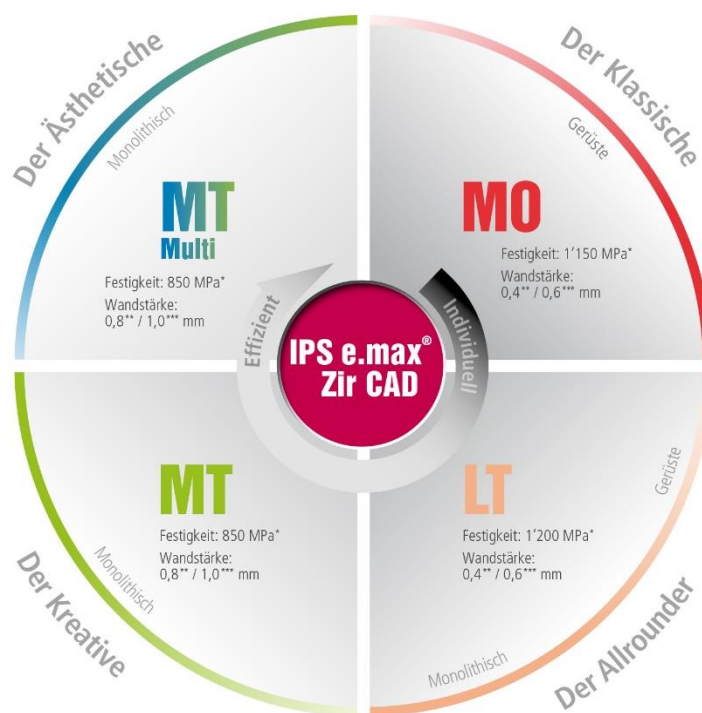 Der Ästhetische
Monolithisch
MT
Multi
Festigkeit: 850 MPa*
Wandstärke:
0,8** / 1,0*** mm
Der Klassische
Gerüste
MO
Festigkeit: 1'150 MPa*
Wandstärke:
0,4** / 0,6*** mm
Effizient
IPS e.max®
Zir CAD
Individuell
MT
Festigkeit: 850 MPa*
Wandstärke:
0,8** / 1,0*** mm
Monolithisch
Der Kreative
LT
Festigkeit: 1'200 MPa*
Wandstärke:
0,4** / 0,6*** mm
Gerüste
Monolithisch
Der Allrounder